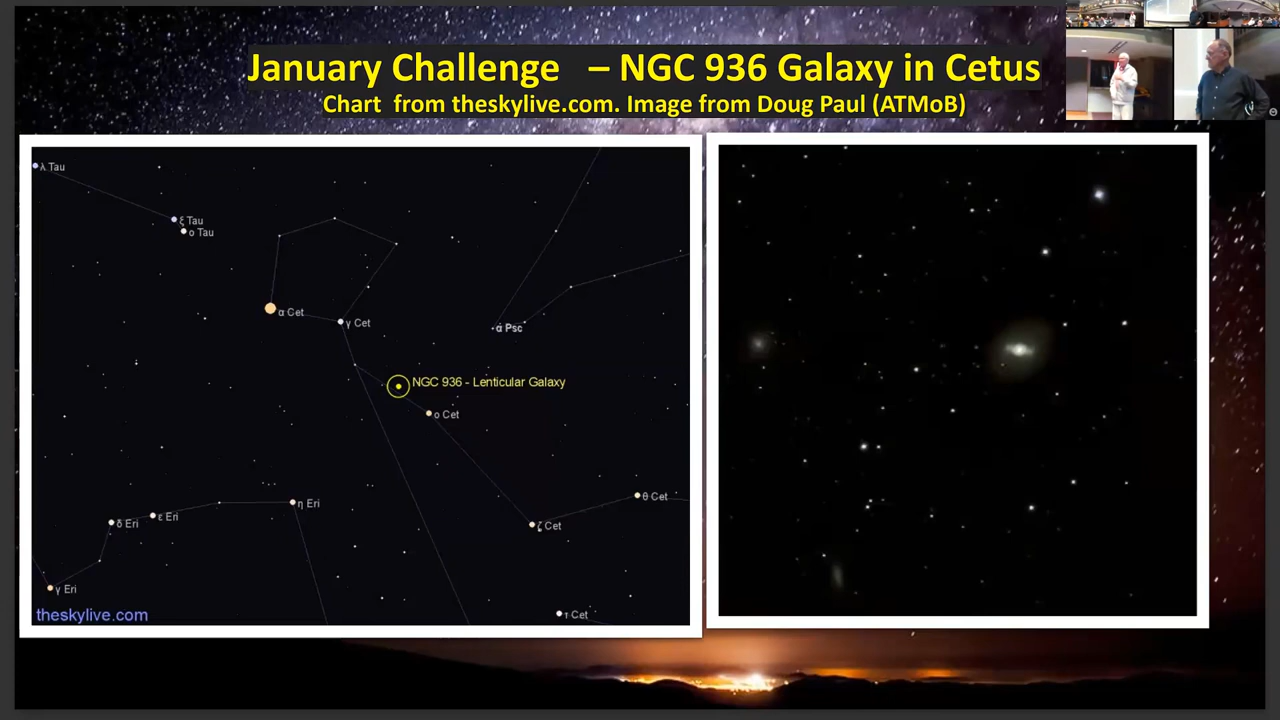 January Challenge – NGC 936 Galaxy in Cetus
Chart from theskylive.com. Image from Doug Paul (ATMoB)
λ Tau
ξ Tau
ο Tau
α Cet
γ Cet
α Psc
NGC 936 - Lenticular Galaxy
ο Cet
θ Cet
η Eri
ε Eri
δ Eri
ζ Cet
γ Eri
τ Cet
theskylive.com